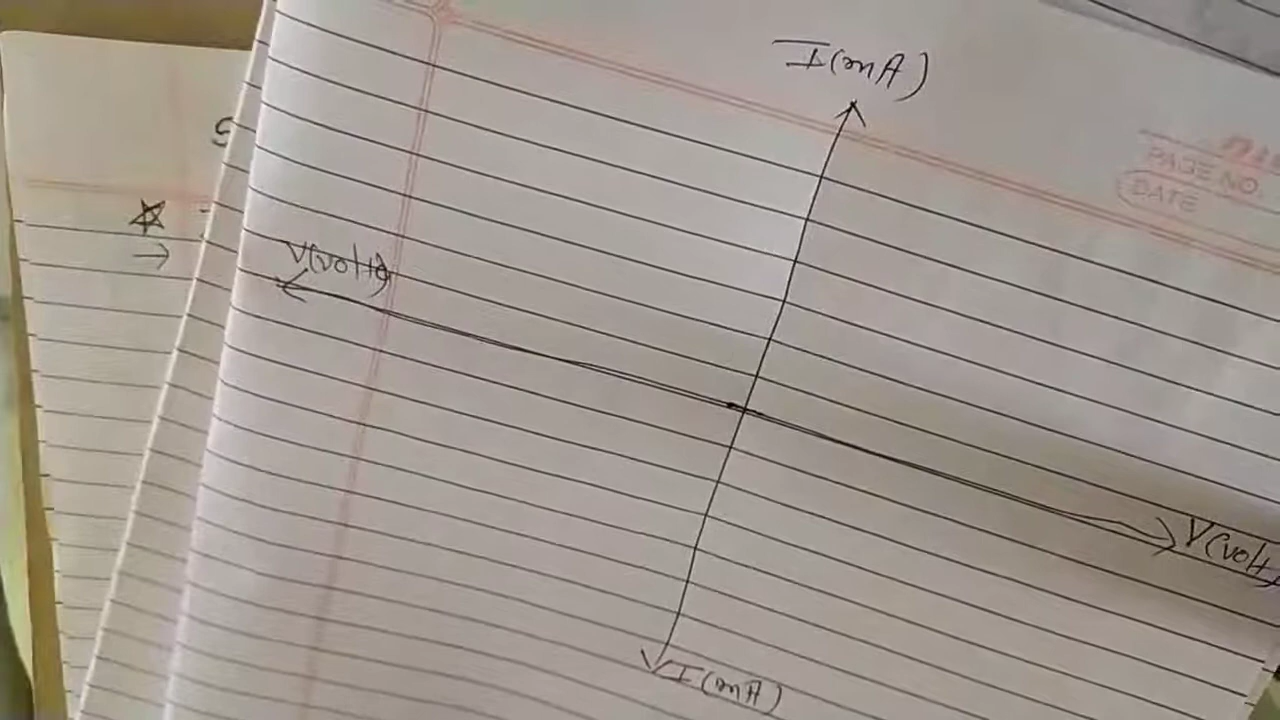 I(mA)
PAGE NO.
DATE
V(volt)
V(volt)
I(mA)